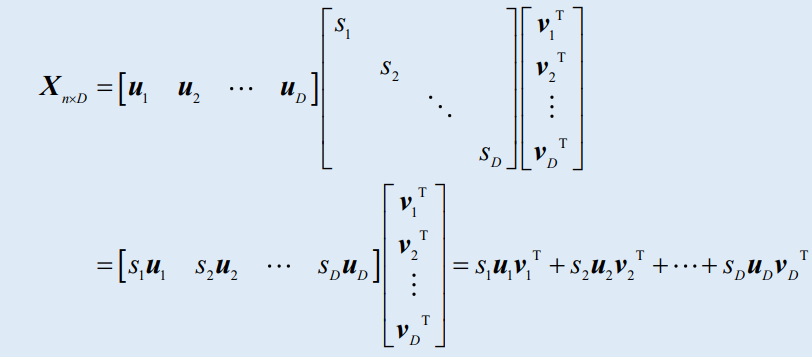 $\boldsymbol{X}_{n \times D} = \begin{bmatrix} \boldsymbol{u}_1 & \boldsymbol{u}_2 & \cdots & \boldsymbol{u}_D \end{bmatrix} \begin{bmatrix} s_1 & & & \\ & s_2 & & \\ & & \ddots & \\ & & & s_D \end{bmatrix} \begin{bmatrix} \boldsymbol{v}_1^{\mathrm{T}} \\ \boldsymbol{v}_2^{\mathrm{T}} \\ \vdots \\ \boldsymbol{v}_D^{\mathrm{T}} \end{bmatrix}$
$= \begin{bmatrix} s_1\boldsymbol{u}_1 & s_2\boldsymbol{u}_2 & \cdots & s_D\boldsymbol{u}_D \end{bmatrix} \begin{bmatrix} \boldsymbol{v}_1^{\mathrm{T}} \\ \boldsymbol{v}_2^{\mathrm{T}} \\ \vdots \\ \boldsymbol{v}_D^{\mathrm{T}} \end{bmatrix} = s_1\boldsymbol{u}_1\boldsymbol{v}_1^{\mathrm{T}} + s_2\boldsymbol{u}_2\boldsymbol{v}_2^{\mathrm{T}} + \cdots + s_D\boldsymbol{u}_D\boldsymbol{v}_D^{\mathrm{T}}$